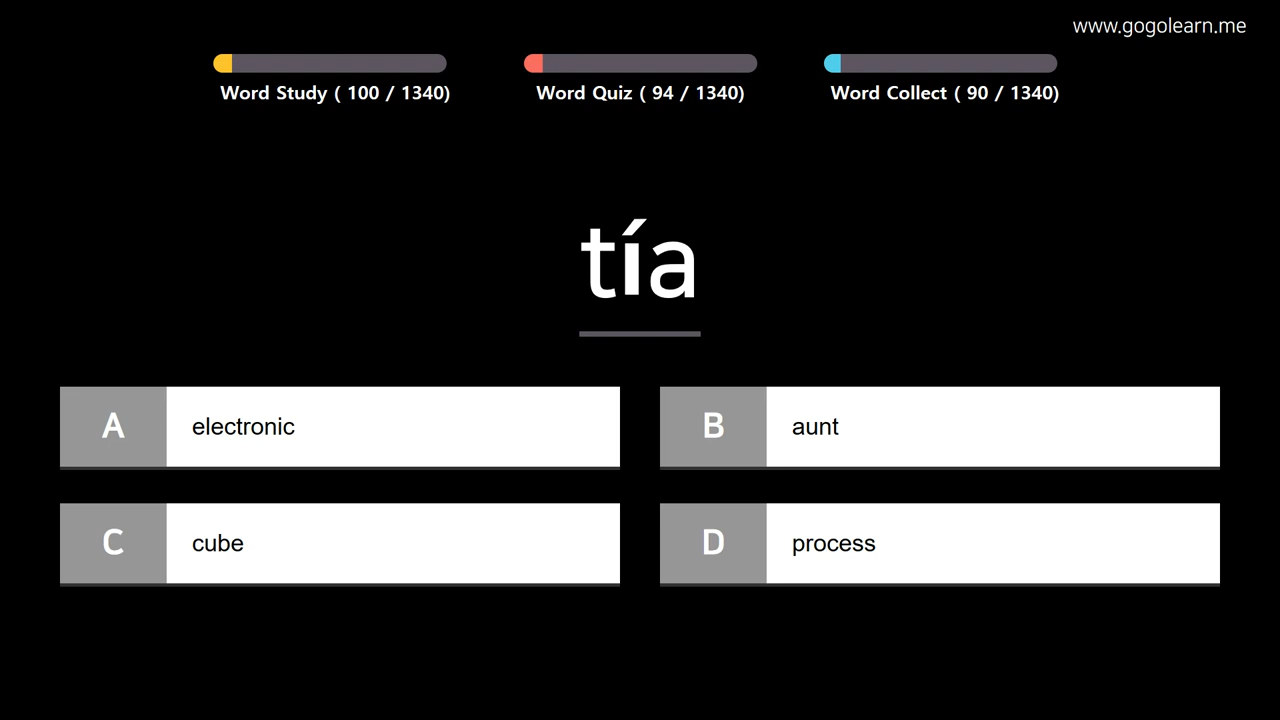 www.gogolearn.me
Word Study ( 100 / 1340)
Word Quiz ( 94 / 1340)
Word Collect ( 90 / 1340)
tía
A electronic
B aunt
C cube
D process